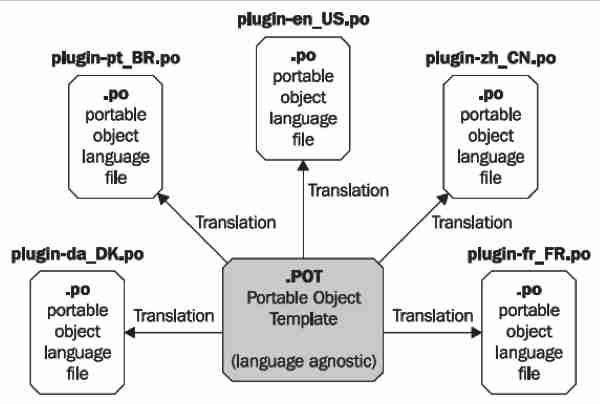 plugin-en_US.po
.po
portable
object
language
file
plugin-pt_BR.po
.po
portable
object
language
file
plugin-zh_CN.po
.po
portable
object
language
file
Translation
Translation
Translation
plugin-da_DK.po
.po
portable
object
language
file
Translation
.POT
Portable Object
Template
(language agnostic)
Translation
plugin-fr_FR.po
.po
portable
object
language
file